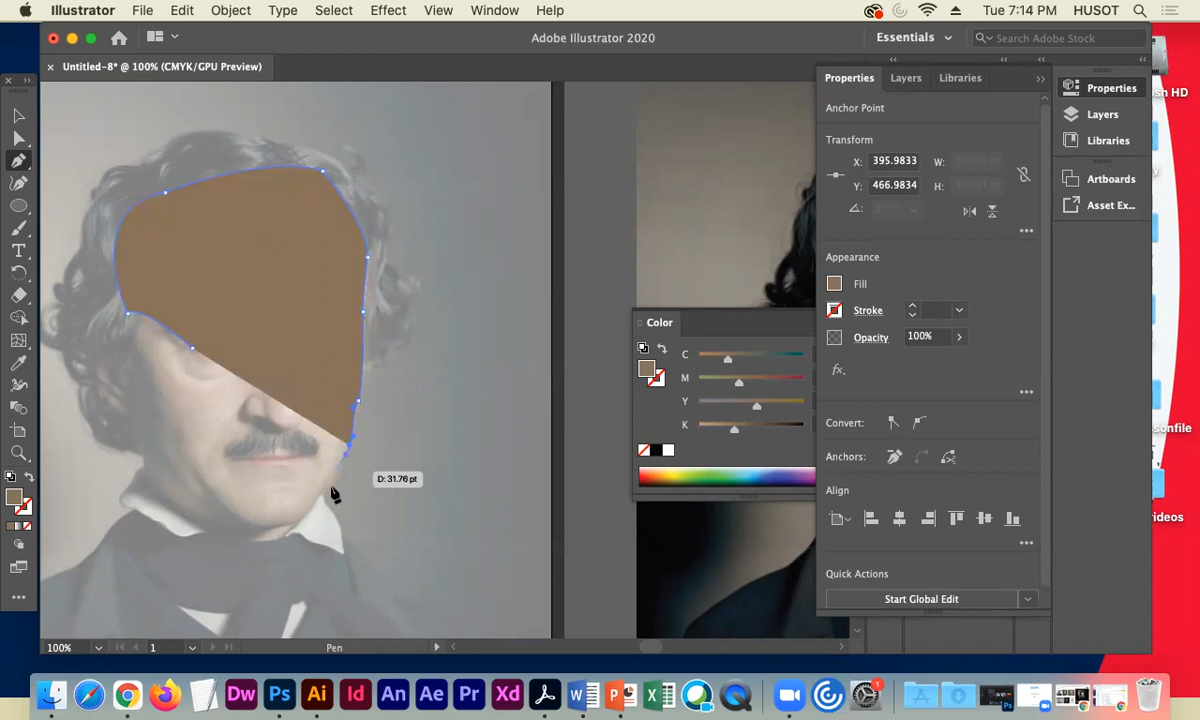 Illustrator File Edit Object Type Select Effect View Window Help Tue 7:14 PM HUSOT
Adobe Illustrator 2020 Essentials Search Adobe Stock
× Untitled-8* @ 100% (CMYK/GPU Preview)
Properties Layers Libraries
Anchor Point
Transform
X: 395.9833 W:
Y: 466.9834 H:
Appearance
Fill
Stroke
Opacity 100%
fx.
Convert:
Anchors:
Align
Quick Actions
Start Global Edit
Properties
Layers
Libraries
Artboards
Asset Ex...
sh HD
sonfile
ideos
Color
C
M
Y
K
D: 31.76 pt
T
100% 1 Pen
Dw Ps Ai Id An Ae Pr Xd W P X 1